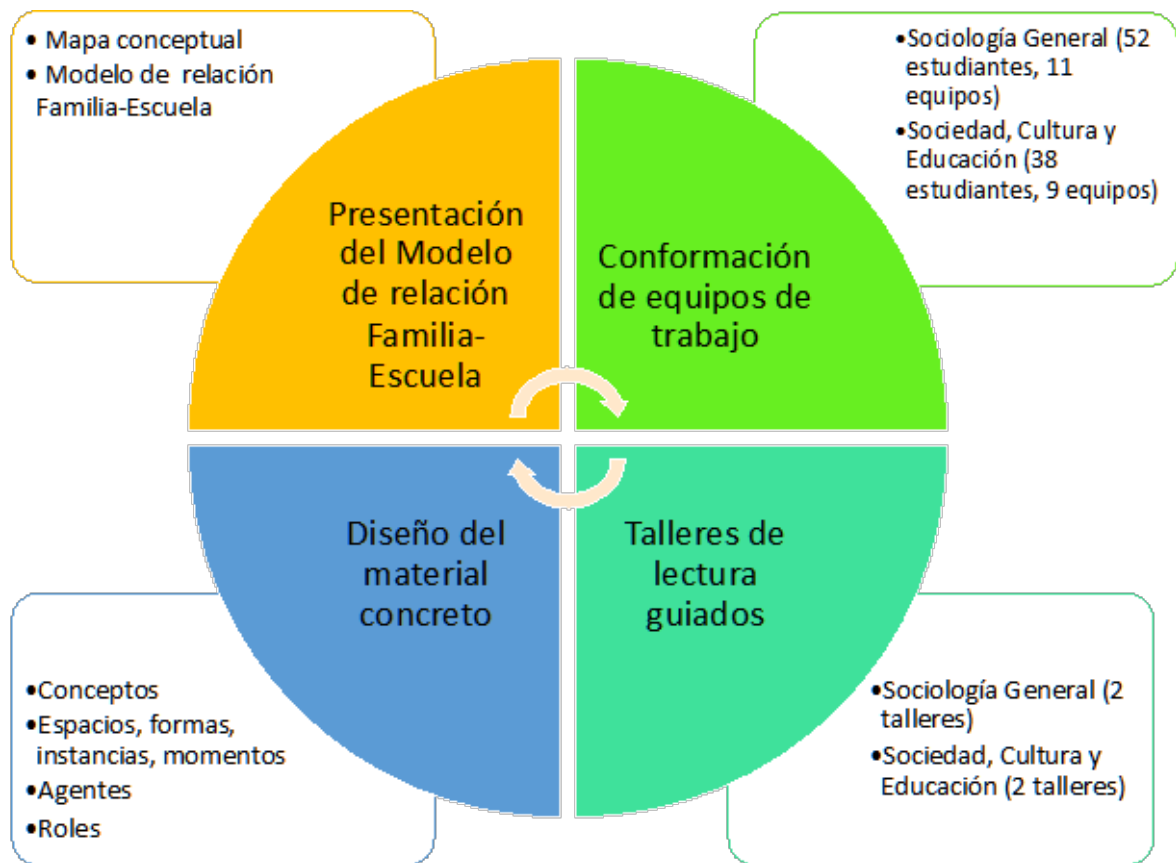 • Mapa conceptual
• Modelo de relación
Familia-Escuela
•Sociología General (52
estudiantes, 11
equipos)
•Sociedad, Cultura y
Educación (38
estudiantes, 9 equipos)
Presentación
del Modelo
de relación
Familia-
Escuela
Conformación
de equipos de
trabajo
Diseño del
material
concreto
Talleres de
lectura
guiados
•Conceptos
•Espacios, formas,
instancias, momentos
•Agentes
•Roles
•Sociología General (2
talleres)
•Sociedad, Cultura y
Educación (2 talleres)